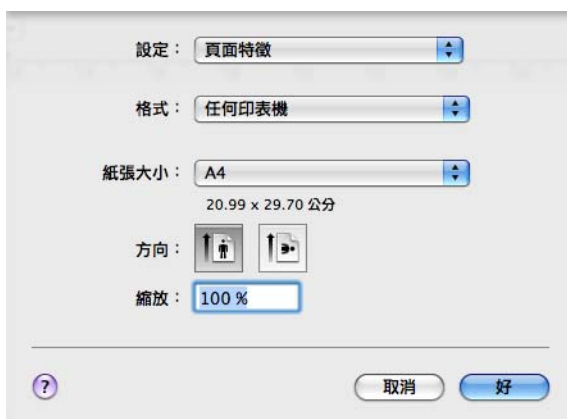 設定： 頁面特徵
格式： 任何印表機
紙張大小： A4
20.99 x 29.70 公分
方向：
縮放： 100 %
? 取消 好